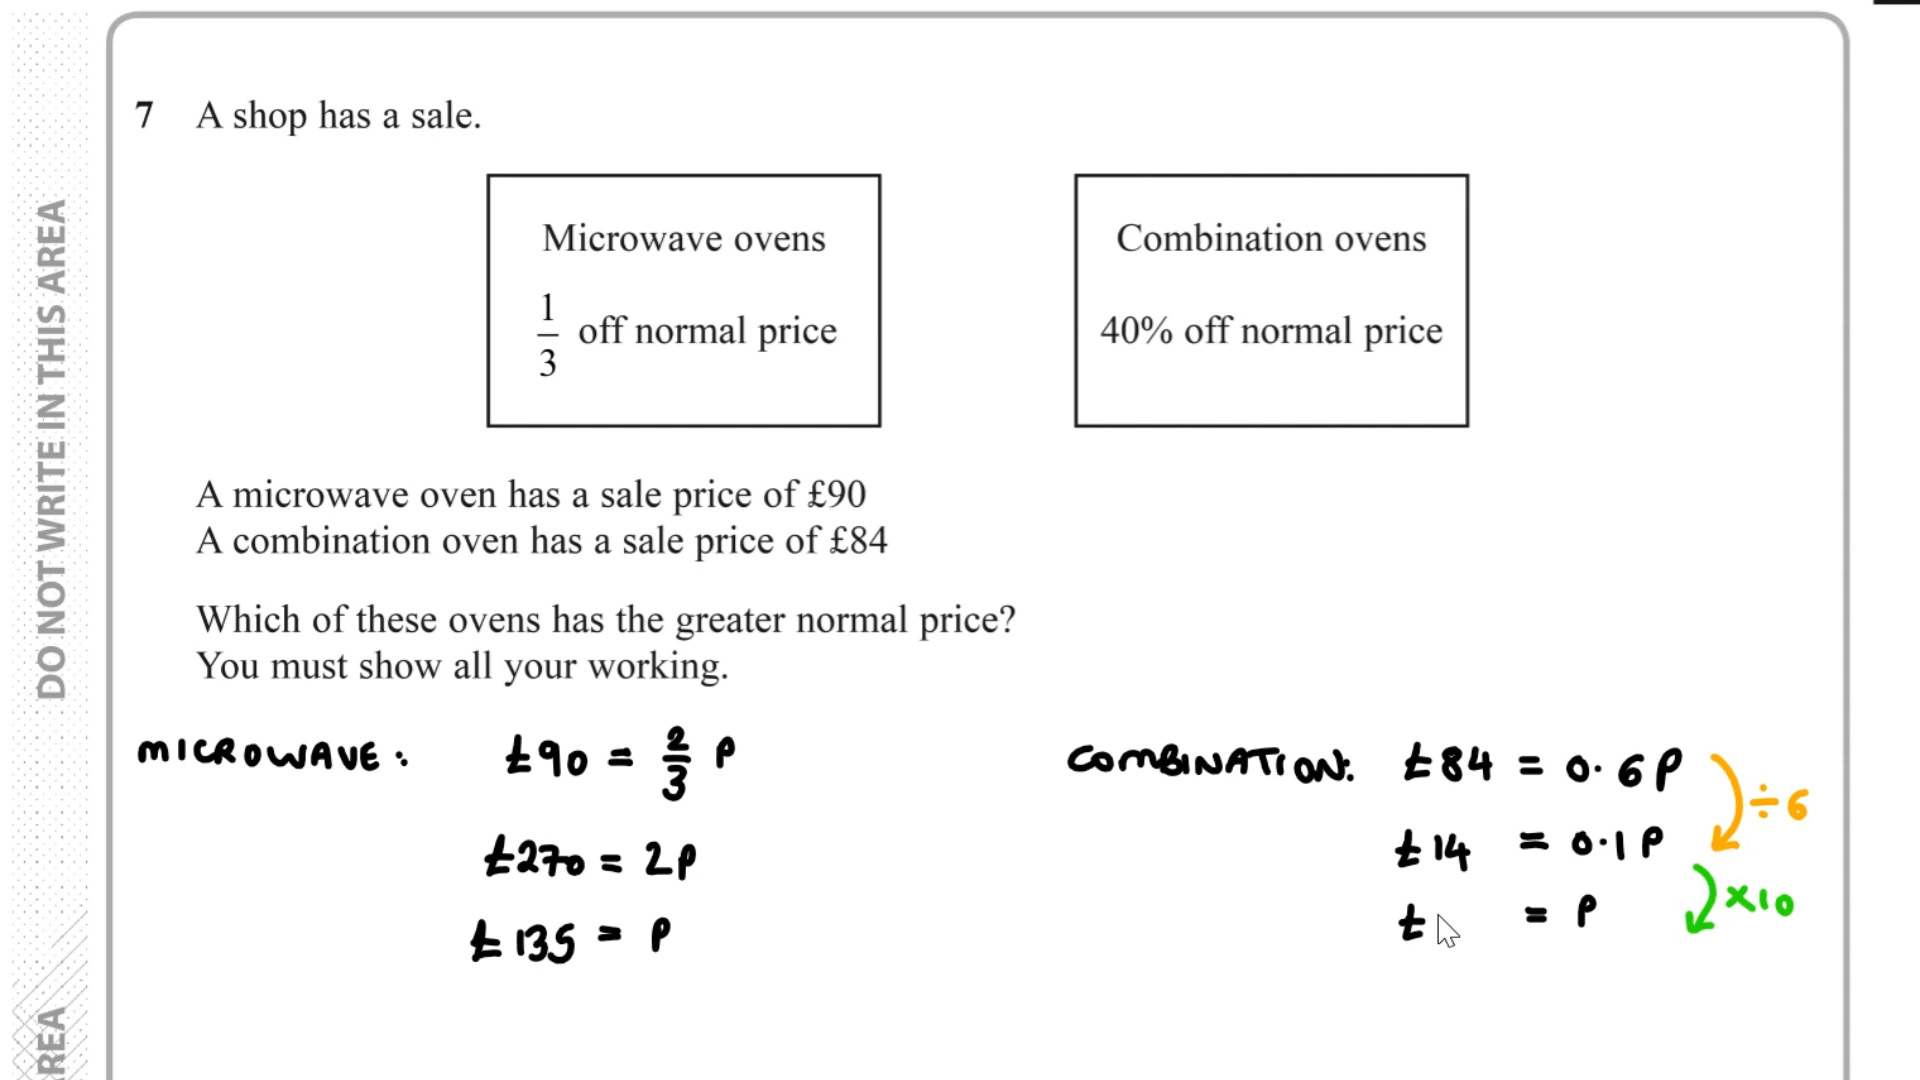 7 A shop has a sale.
Microwave ovens
1/3 off normal price
Combination ovens
40% off normal price
A microwave oven has a sale price of £90
A combination oven has a sale price of £84
Which of these ovens has the greater normal price?
You must show all your working.
MICROWAVE: £90 = 2/3 P
£270 = 2P
£135 = P
COMBINATION: £84 = 0.6P
÷6
£14 = 0.1P
×10
£ = P
DO NOT WRITE IN THIS AREA
REA